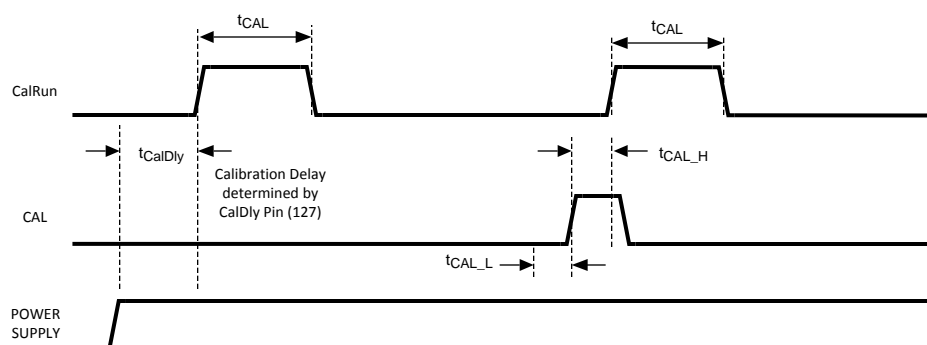 tCAL
tCAL
CalRun
tCalDly
tCAL_H
Calibration Delay
determined by
CalDly Pin (127)
CAL
tCAL_L
POWER
SUPPLY